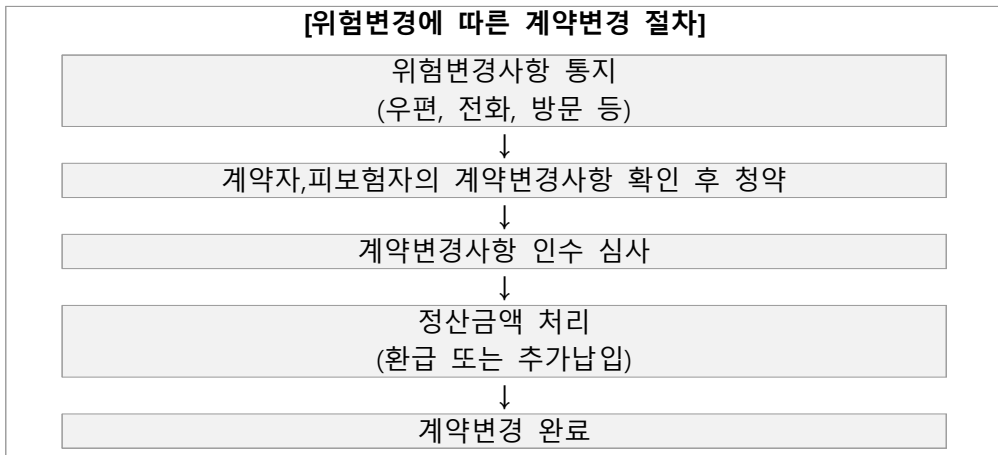 [위험변경에 따른 계약변경 절차]
위험변경사항 통지
(우편, 전화, 방문 등)
↓
계약자,피보험자의 계약변경사항 확인 후 청약
↓
계약변경사항 인수 심사
↓
정산금액 처리
(환급 또는 추가납입)
↓
계약변경 완료